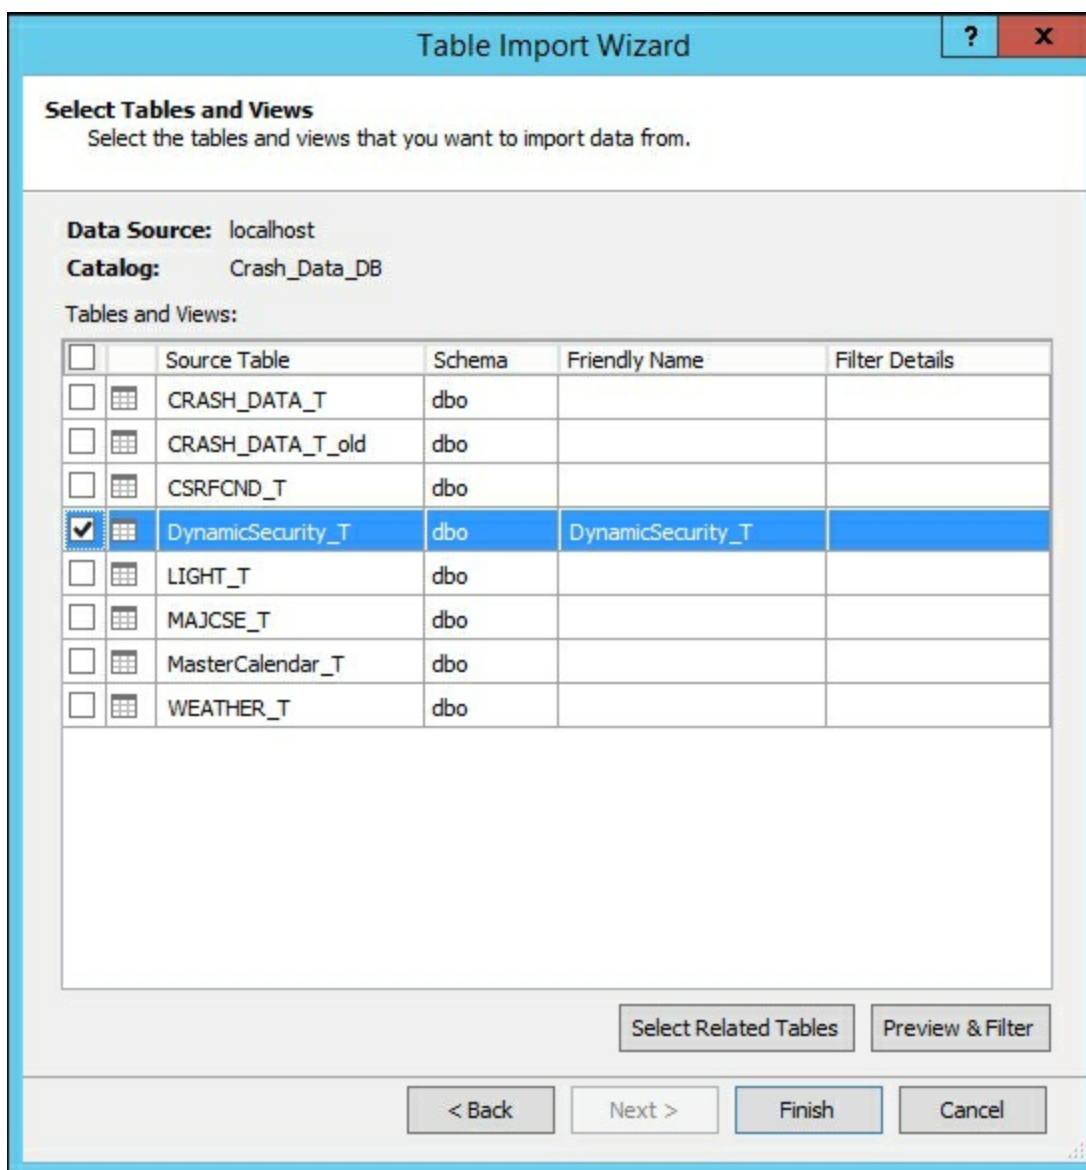 Table Import Wizard
? x
Select Tables and Views
Select the tables and views that you want to import data from.
Data Source: localhost
Catalog: Crash_Data_DB
Tables and Views:
Source Table Schema Friendly Name Filter Details
CRASH_DATA_T dbo
CRASH_DATA_T_old dbo
CSRFCND_T dbo
DynamicSecurity_T dbo DynamicSecurity_T
LIGHT_T dbo
MAJCSE_T dbo
MasterCalendar_T dbo
WEATHER_T dbo
Select Related Tables Preview & Filter
< Back Next > Finish Cancel